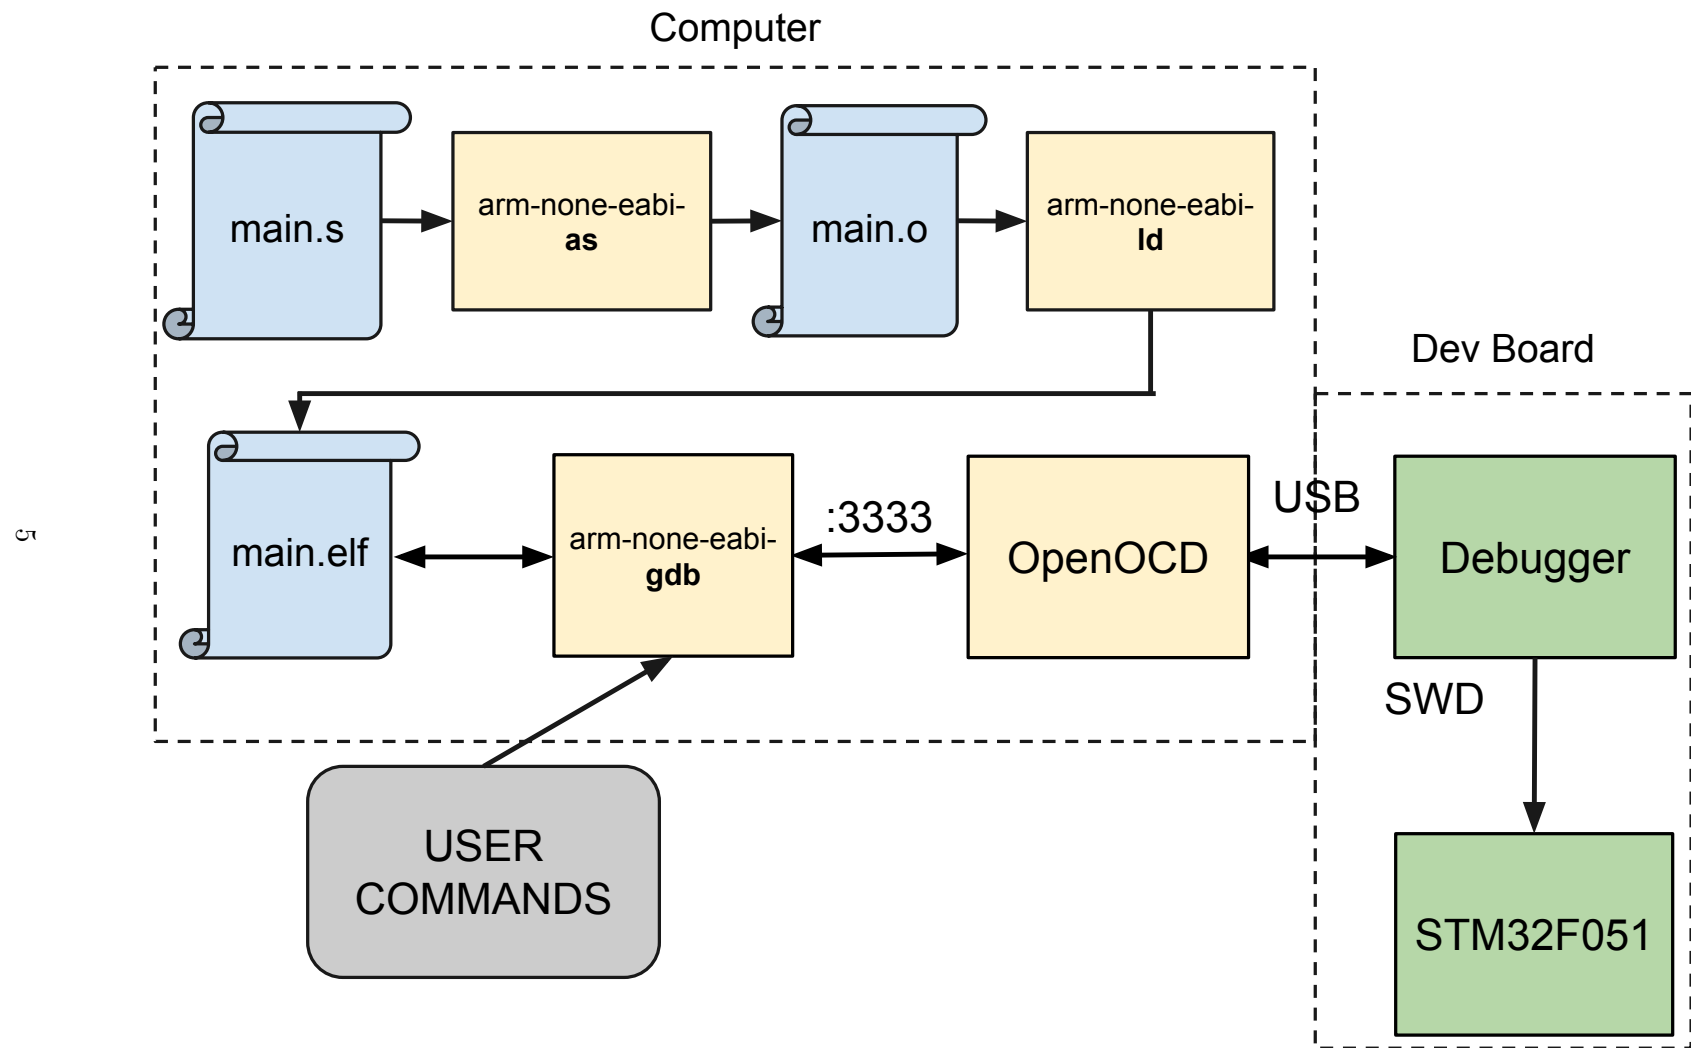 Computer
main.s
arm-none-eabi-
as
main.o
arm-none-eabi-
ld
Dev Board
main.elf
arm-none-eabi-
gdb
:3333
OpenOCD
USB
Debugger
SWD
USER
COMMANDS
STM32F051
5